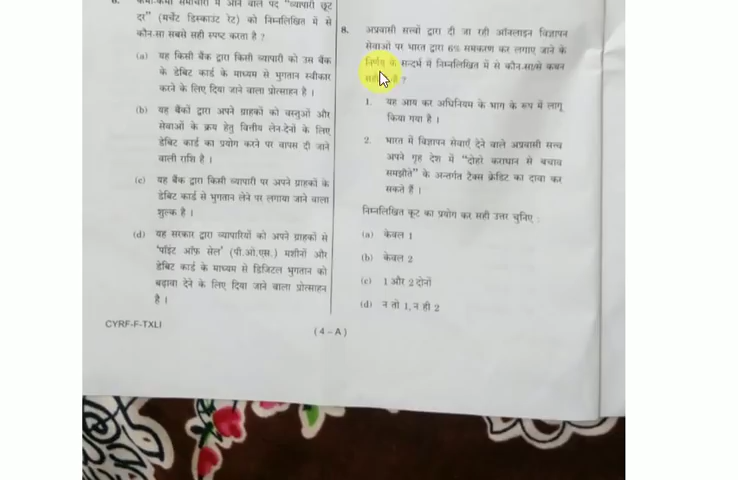 कभी-कभी समाचारों में आने वाले पद "व्यापारी छूट
दर" (मर्चेंट डिस्काउंट रेट) को निम्नलिखित में से
कौन-सा सबसे सही स्पष्ट करता है ?
(a) यह किसी बैंक द्वारा किसी व्यापारी को उस बैंक
के डेबिट कार्ड के माध्यम से भुगतान स्वीकार
करने के लिए दिया जाने वाला प्रोत्साहन है ।
(b) यह बैंकों द्वारा अपने ग्राहकों को वस्तुओं और
सेवाओं के क्रय हेतु वित्तीय लेन-देनों के लिए
डेबिट कार्ड का प्रयोग करने पर वापस दी जाने
वाली राशि है ।
(c) यह बैंक द्वारा किसी व्यापारी पर अपने ग्राहकों के
डेबिट कार्ड से भुगतान लेने पर लगाया जाने वाला
शुल्क है ।
(d) यह सरकार द्वारा व्यापारियों को अपने ग्राहकों से
'पॉइंट ऑफ सेल' (पी.ओ.एस.) मशीनों और
डेबिट कार्ड के माध्यम से डिजिटल भुगतान को
बढ़ावा देने के लिए दिया जाने वाला प्रोत्साहन
है ।
CYRF-F-TXLI
(4-A)
8. अप्रवासी सत्त्वों द्वारा दी जा रही ऑनलाइन विज्ञापन
सेवाओं पर भारत द्वारा 6% समकरण कर लगाए जाने के
निर्णय के सन्दर्भ में निम्नलिखित में से कौन-सा/से कथन
सही है/हैं ?
1. यह आय कर अधिनियम के भाग के रूप में लागू
किया गया है ।
2. भारत में विज्ञापन सेवाएँ देने वाले अप्रवासी सत्त्व
अपने गृह देश में "दोहरे कराधान से बचाव
समझौते" के अन्तर्गत टैक्स क्रेडिट का दावा कर
सकते हैं ।
निम्नलिखित कूट का प्रयोग कर सही उत्तर चुनिए :
(a) केवल 1
(b) केवल 2
(c) 1 और 2 दोनों
(d) न तो 1, न ही 2